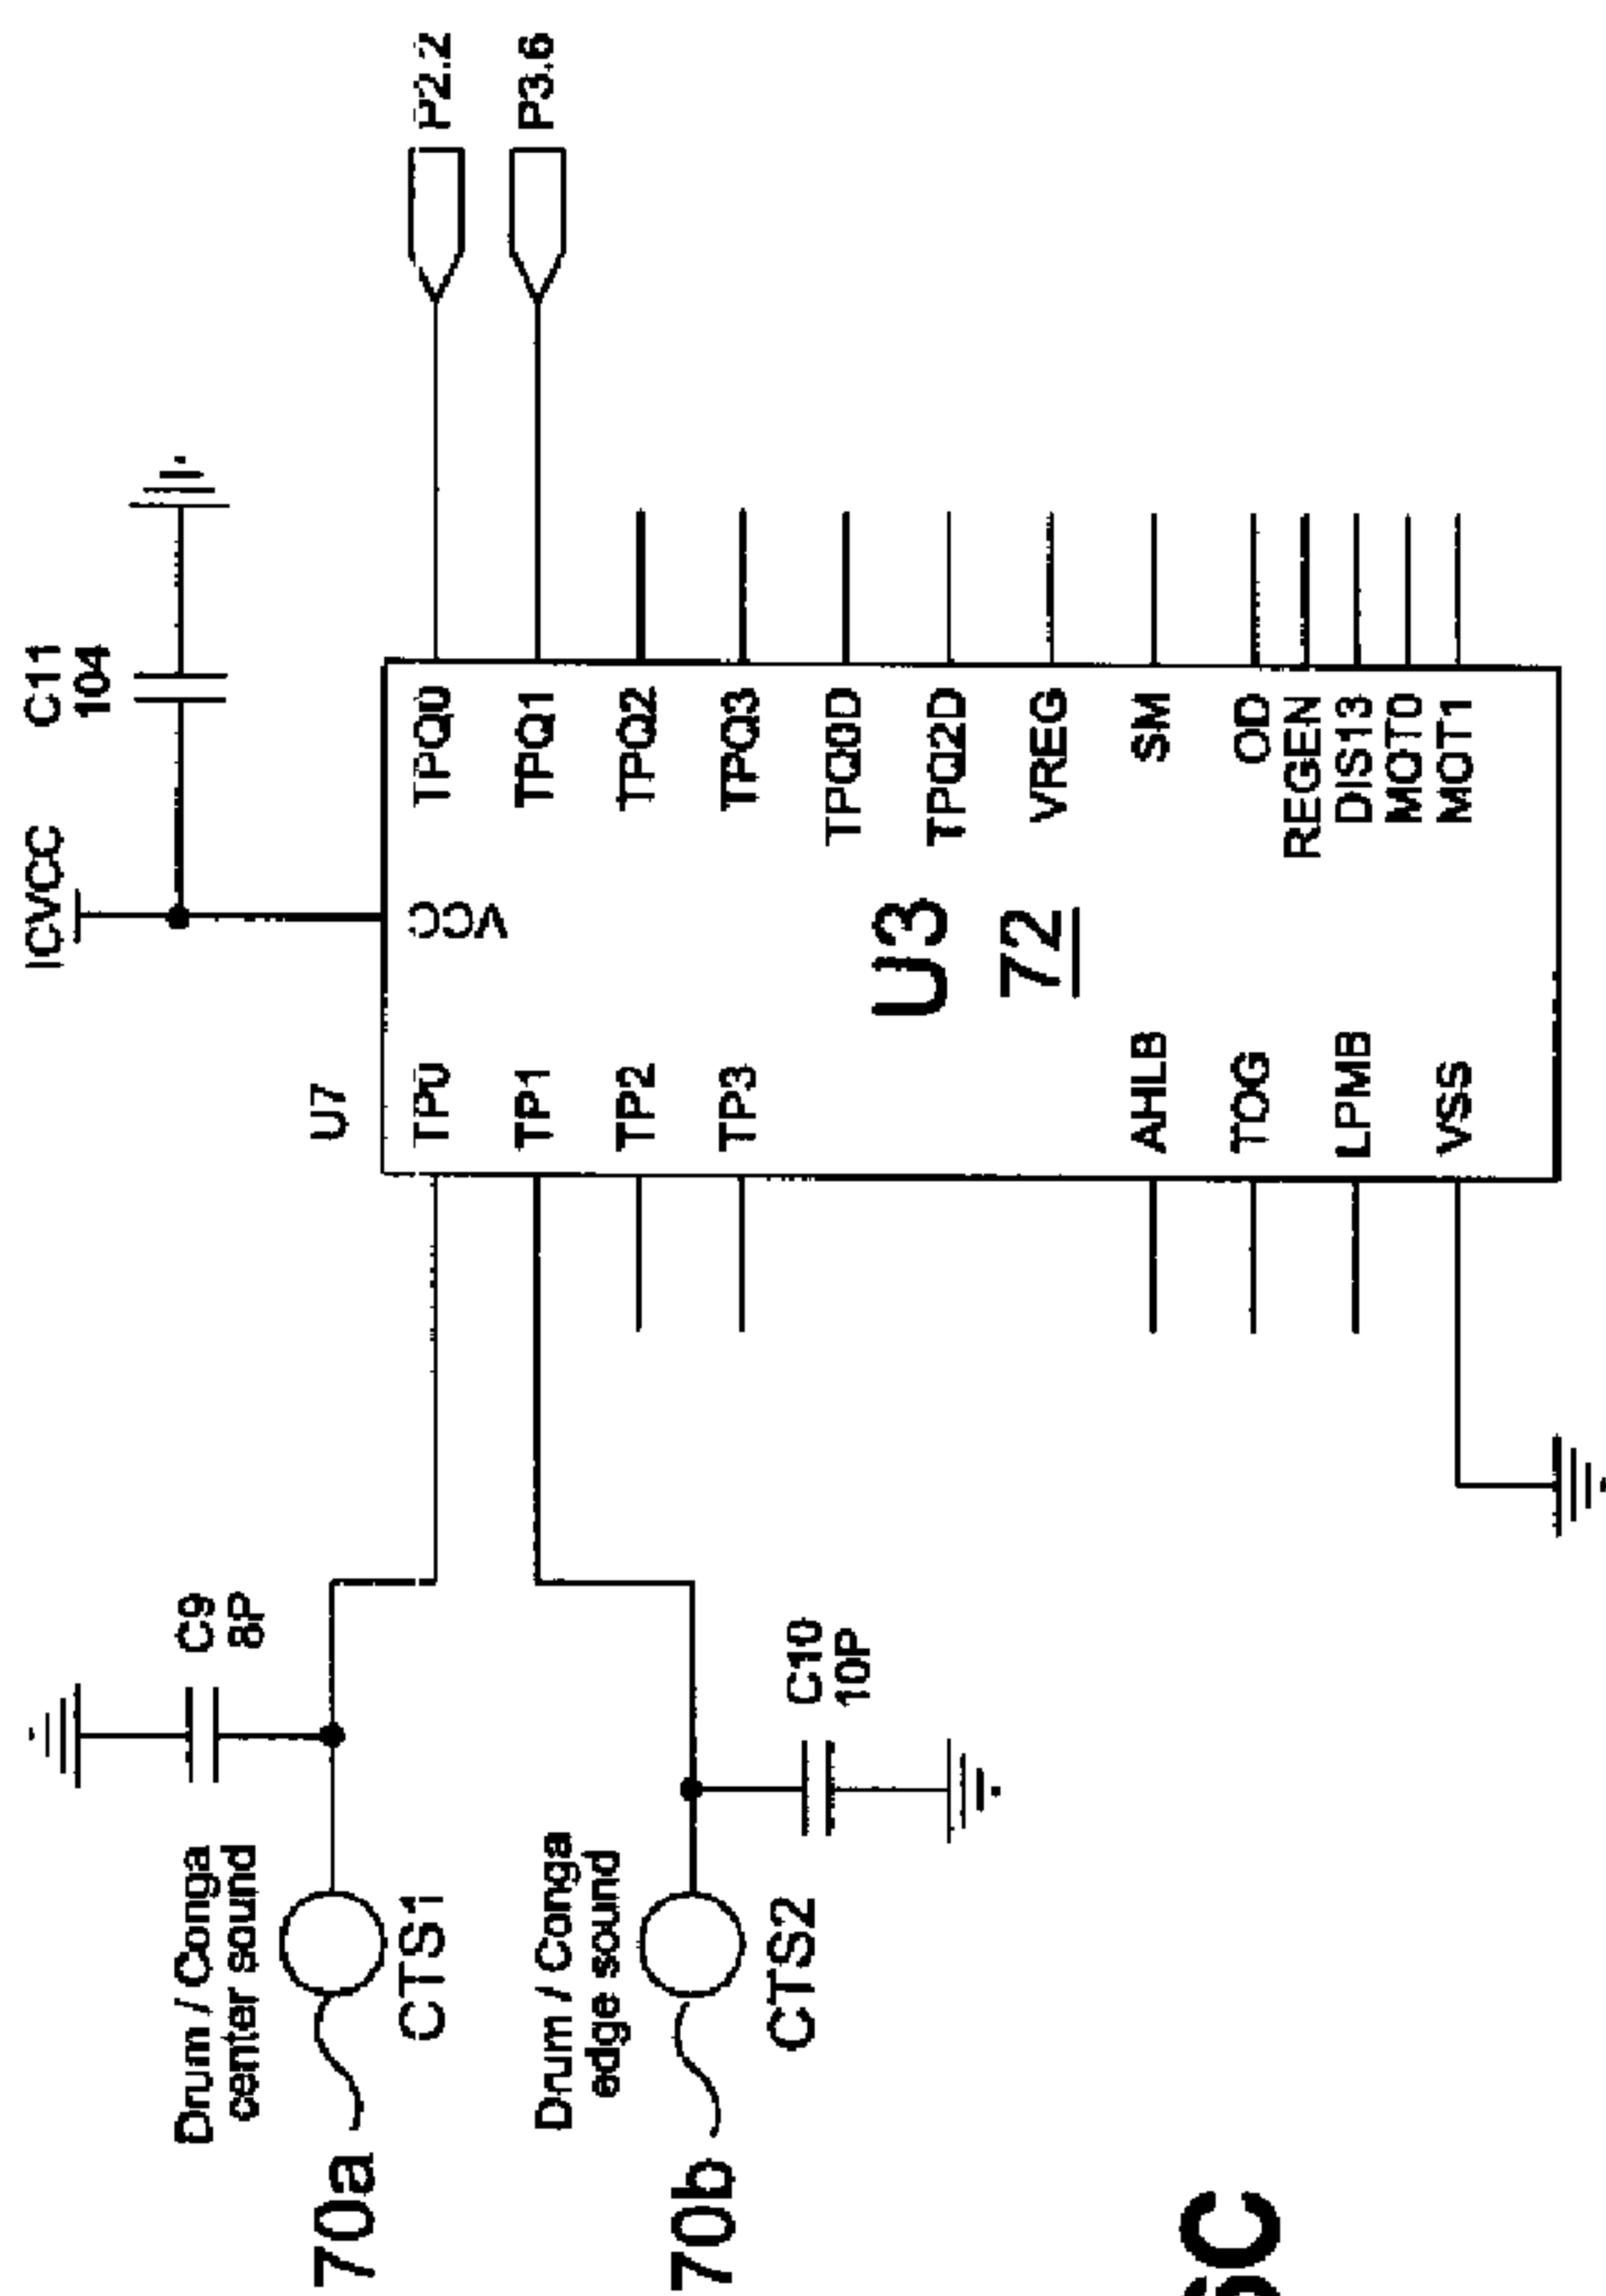 ICVCC
C11
104
P2.2
P3.6
U7
VCC
TP0
TP1
TP2
TP3
AHLB
TOG
LPMB
VSS
TPQ0
TPQ1
TPQ2
TPQ3
TPQ0D
TPQ2D
VREG
SM
OD
REGEN
DIS13
MOT0
MOT1
U3
72
C9
8P
Drum / Conga
center sound
CTS1
70a
C10
10P
Drum / Conga
edge sound
CTS2
70b